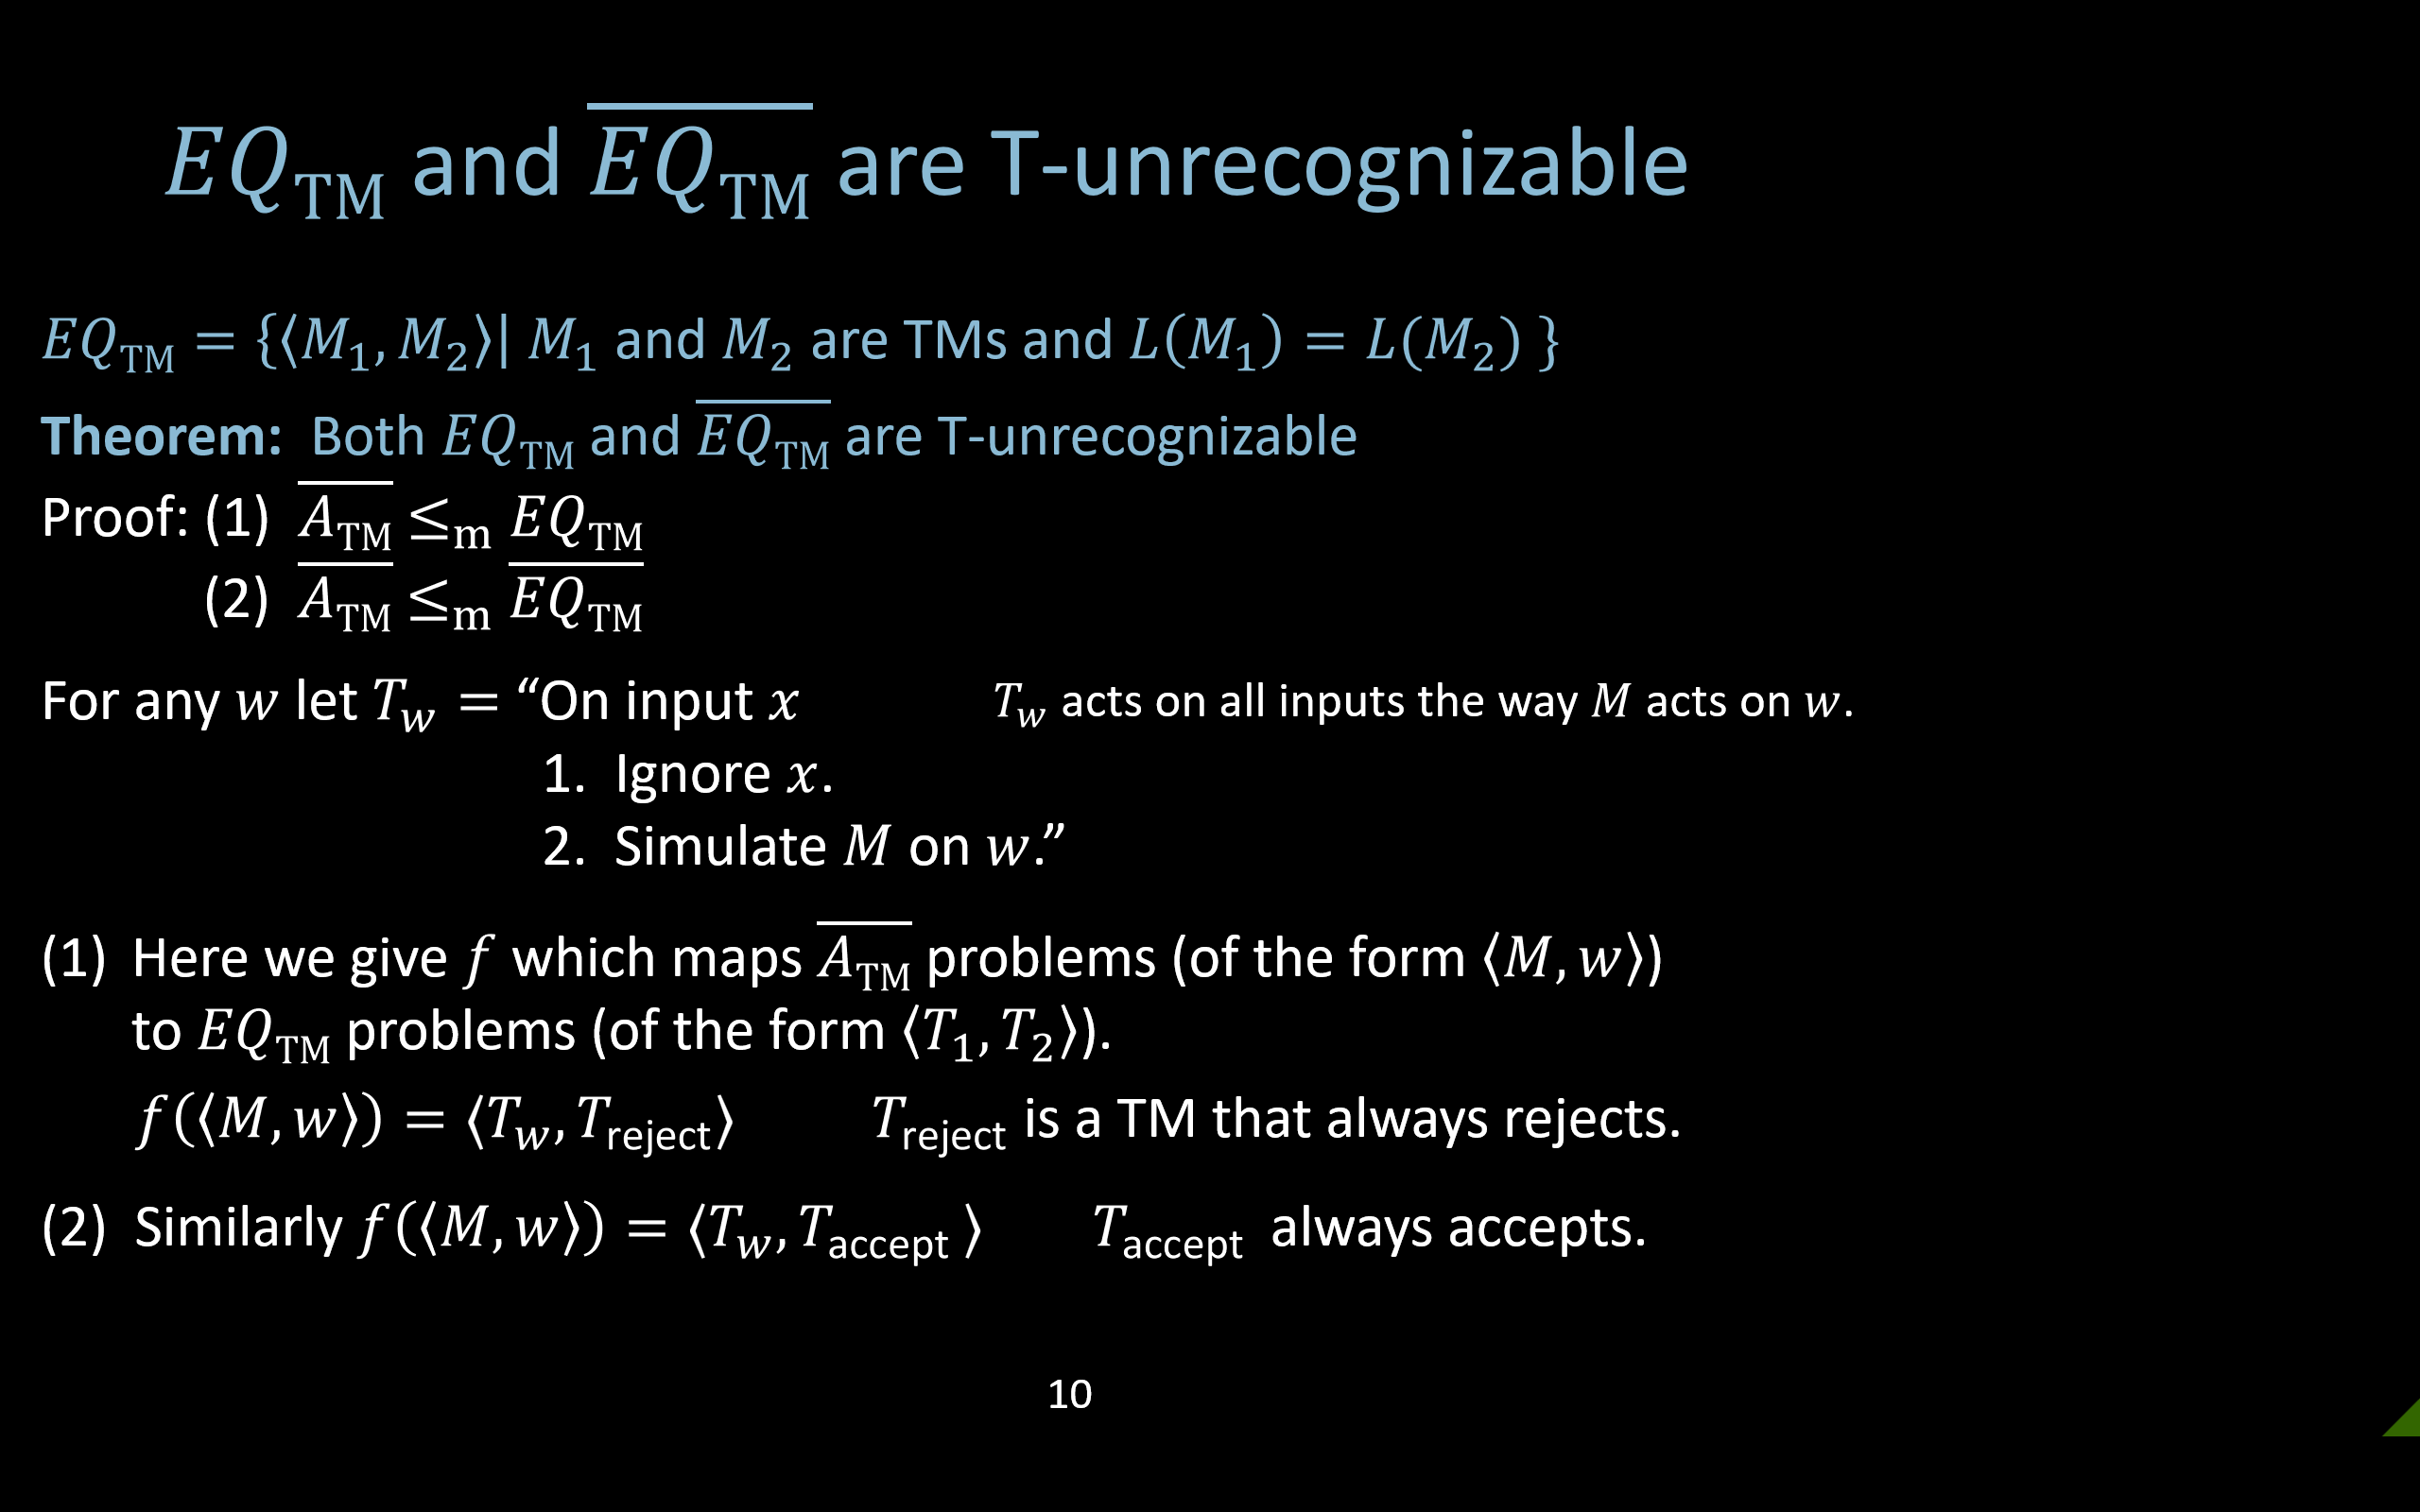 𝐸𝑄TM and $\overline{EQ_{\text{TM}}}$ are T-unrecognizable
$EQ_{\text{TM}} = \{\langle M_1, M_2\rangle |\ M_1$ and $M_2$ are TMs and $L(M_1) = L(M_2)\ \}$
Theorem: Both $EQ_{\text{TM}}$ and $\overline{EQ_{\text{TM}}}$ are T-unrecognizable
Proof: (1) $\overline{A_{\text{TM}}} \leq_{\text{m}} EQ_{\text{TM}}$
(2) $\overline{A_{\text{TM}}} \leq_{\text{m}} \overline{EQ_{\text{TM}}}$
For any $w$ let $T_w =$ “On input $x$ $T_w$ acts on all inputs the way $M$ acts on $w$.
1. Ignore $x$.
2. Simulate $M$ on $w$.”
(1) Here we give $f$ which maps $\overline{A_{\text{TM}}}$ problems (of the form $\langle M, w\rangle$)
to $EQ_{\text{TM}}$ problems (of the form $\langle T_1, T_2\rangle$).
$f(\langle M, w\rangle) = \langle T_w, T_{\text{reject}}\rangle$ $T_{\text{reject}}$ is a TM that always rejects.
(2) Similarly $f(\langle M, w\rangle) = \langle T_w, T_{\text{accept}}\ \rangle$ $T_{\text{accept}}$ always accepts.
10